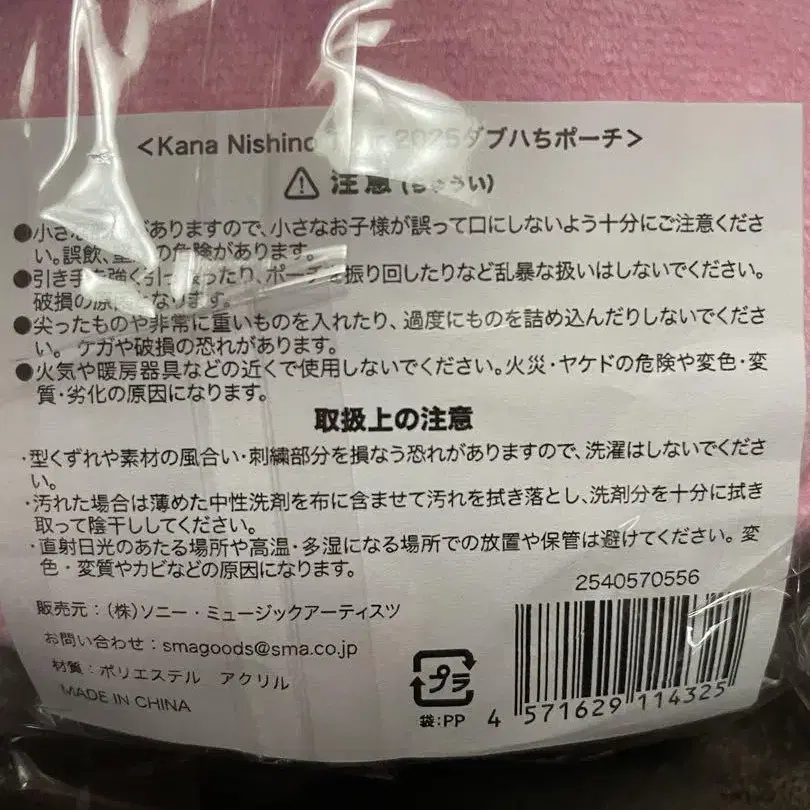 <Kana Nishino 2025ダブハちポーチ>
注意(ちゅうい)
●小さな がありますので、小さなお子様が誤って口にしないよう十分にご注意くださ
い。誤飲、 の危険があります。
●引き手を強く引っ張ったり、ポーチを振り回したりなど乱暴な扱いはしないでください。
破損の原因となります。
●尖ったものや非常に重いものを入れたり、過度にものを詰め込んだりしないでくださ
い。ケガや破損の恐れがあります。
●火気や暖房器具などの近くで使用しないでください。火災・ヤケドの危険や変色・変
質・劣化の原因になります。
取扱上の注意
・型くずれや素材の風合い・刺繍部分を損なう恐れがありますので、洗濯はしないでくださ
い。
・汚れた場合は薄めた中性洗剤を布に含ませて汚れを拭き落とし、洗剤分を十分に拭き
取って陰干ししてください。
・直射日光のあたる場所や高温・多湿になる場所での放置や保管は避けてください。変
色・変質やカビなどの原因になります。
2540570556
販売元:(株)ソニー・ミュージックアーティスツ
お問い合わせ:smagoods@sma.co.jp
材質:ポリエステル アクリル
MADE IN CHINA
プラ
袋:PP
4 571629 114325